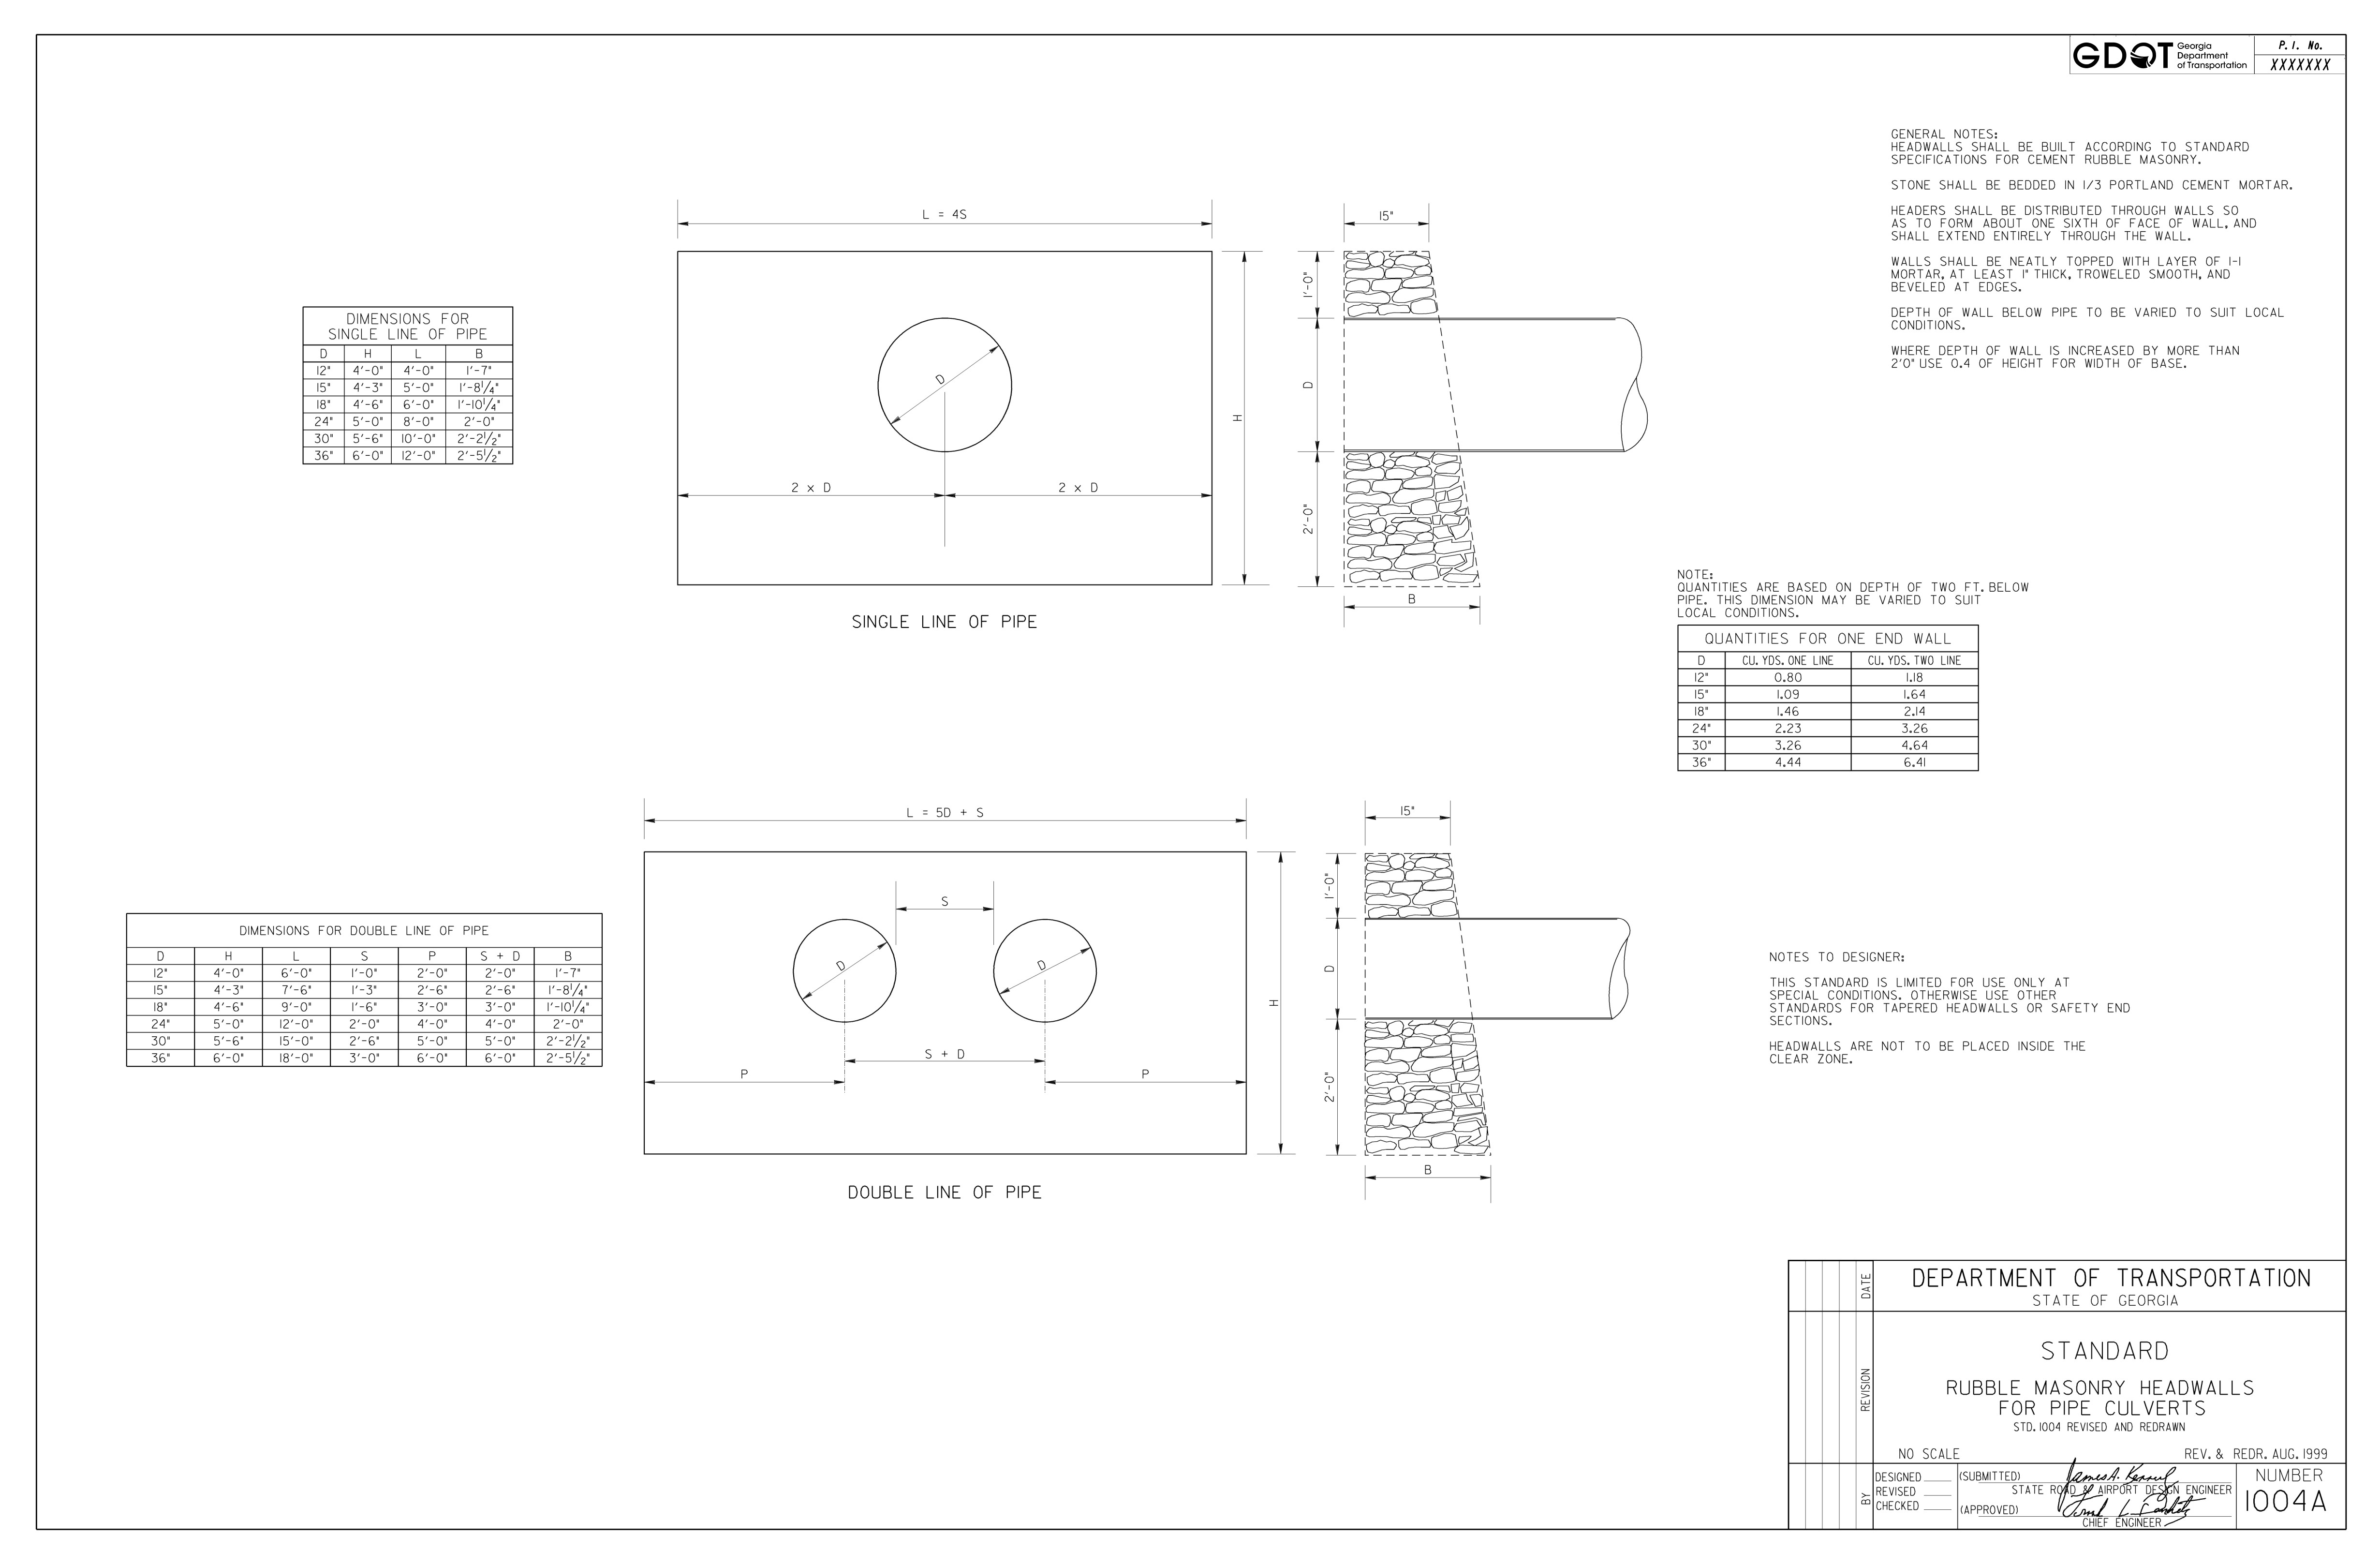 GDOT Georgia
Department
of Transportation
P. I. No.
XXXXXXX
GENERAL NOTES:
HEADWALLS SHALL BE BUILT ACCORDING TO STANDARD
SPECIFICATIONS FOR CEMENT RUBBLE MASONRY.
STONE SHALL BE BEDDED IN 1/3 PORTLAND CEMENT MORTAR.
HEADERS SHALL BE DISTRIBUTED THROUGH WALLS SO
AS TO FORM ABOUT ONE SIXTH OF FACE OF WALL, AND
SHALL EXTEND ENTIRELY THROUGH THE WALL.
WALLS SHALL BE NEATLY TOPPED WITH LAYER OF 1-1
MORTAR, AT LEAST 1" THICK, TROWELED SMOOTH, AND
BEVELED AT EDGES.
DEPTH OF WALL BELOW PIPE TO BE VARIED TO SUIT LOCAL
CONDITIONS.
WHERE DEPTH OF WALL IS INCREASED BY MORE THAN
2'0" USE 0.4 OF HEIGHT FOR WIDTH OF BASE.
DIMENSIONS FOR
SINGLE LINE OF PIPE
D H L B
12" 4'-0" 4'-0" 1'-7"
15" 4'-3" 5'-0" 1'-8 1/4"
18" 4'-6" 6'-0" 1'-10 1/4"
24" 5'-0" 8'-0" 2'-0"
30" 5'-6" 10'-0" 2'-2 1/2"
36" 6'-0" 12'-0" 2'-5 1/2"
L = 4S
D
H
2 x D 2 x D
SINGLE LINE OF PIPE
15"
1'-0"
D
2'-0"
B
NOTE:
QUANTITIES ARE BASED ON DEPTH OF TWO FT. BELOW
PIPE. THIS DIMENSION MAY BE VARIED TO SUIT
LOCAL CONDITIONS.
QUANTITIES FOR ONE END WALL
D CU. YDS. ONE LINE CU. YDS. TWO LINE
12" 0.80 1.18
15" 1.09 1.64
18" 1.46 2.14
24" 2.23 3.26
30" 3.26 4.64
36" 4.44 6.41
DIMENSIONS FOR DOUBLE LINE OF PIPE
D H L S P S + D B
12" 4'-0" 6'-0" 1'-0" 2'-0" 2'-0" 1'-7"
15" 4'-3" 7'-6" 1'-3" 2'-6" 2'-6" 1'-8 1/4"
18" 4'-6" 9'-0" 1'-6" 3'-0" 3'-0" 1'-10 1/4"
24" 5'-0" 12'-0" 2'-0" 4'-0" 4'-0" 2'-0"
30" 5'-6" 15'-0" 2'-6" 5'-0" 5'-0" 2'-2 1/2"
36" 6'-0" 18'-0" 3'-0" 6'-0" 6'-0" 2'-5 1/2"
L = 5D + S
S
D D
H
S + D
P P
DOUBLE LINE OF PIPE
15"
1'-0"
D
2'-0"
B
NOTES TO DESIGNER:
THIS STANDARD IS LIMITED FOR USE ONLY AT
SPECIAL CONDITIONS. OTHERWISE USE OTHER
STANDARDS FOR TAPERED HEADWALLS OR SAFETY END
SECTIONS.
HEADWALLS ARE NOT TO BE PLACED INSIDE THE
CLEAR ZONE.
DATE
REVISION
BY
DEPARTMENT OF TRANSPORTATION
STATE OF GEORGIA
STANDARD
RUBBLE MASONRY HEADWALLS
FOR PIPE CULVERTS
STD. 1004 REVISED AND REDRAWN
NO SCALE REV. & REDR. AUG. 1999
DESIGNED
REVISED
CHECKED
(SUBMITTED) James A.
STATE ROAD & AIRPORT DESIGN ENGINEER
(APPROVED) Frank L.
CHIEF ENGINEER
NUMBER
1004A